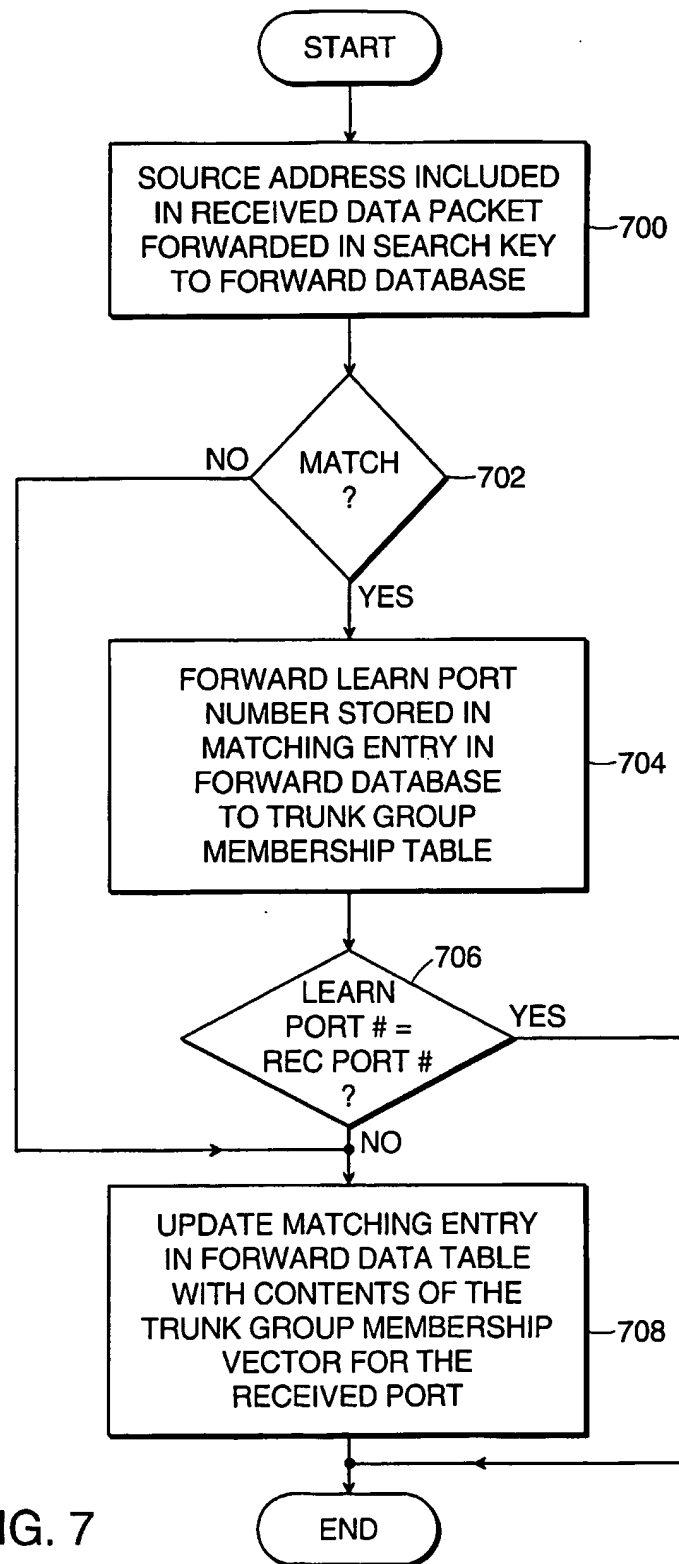 START
SOURCE ADDRESS INCLUDED
IN RECEIVED DATA PACKET
FORWARDED IN SEARCH KEY
TO FORWARD DATABASE
700
NO
MATCH
?
702
YES
FORWARD LEARN PORT
NUMBER STORED IN
MATCHING ENTRY IN
FORWARD DATABASE
TO TRUNK GROUP
MEMBERSHIP TABLE
704
706
LEARN
PORT # =
REC PORT #
?
YES
NO
UPDATE MATCHING ENTRY
IN FORWARD DATA TABLE
WITH CONTENTS OF THE
TRUNK GROUP MEMBERSHIP
VECTOR FOR THE
RECEIVED PORT
708
IG. 7
END